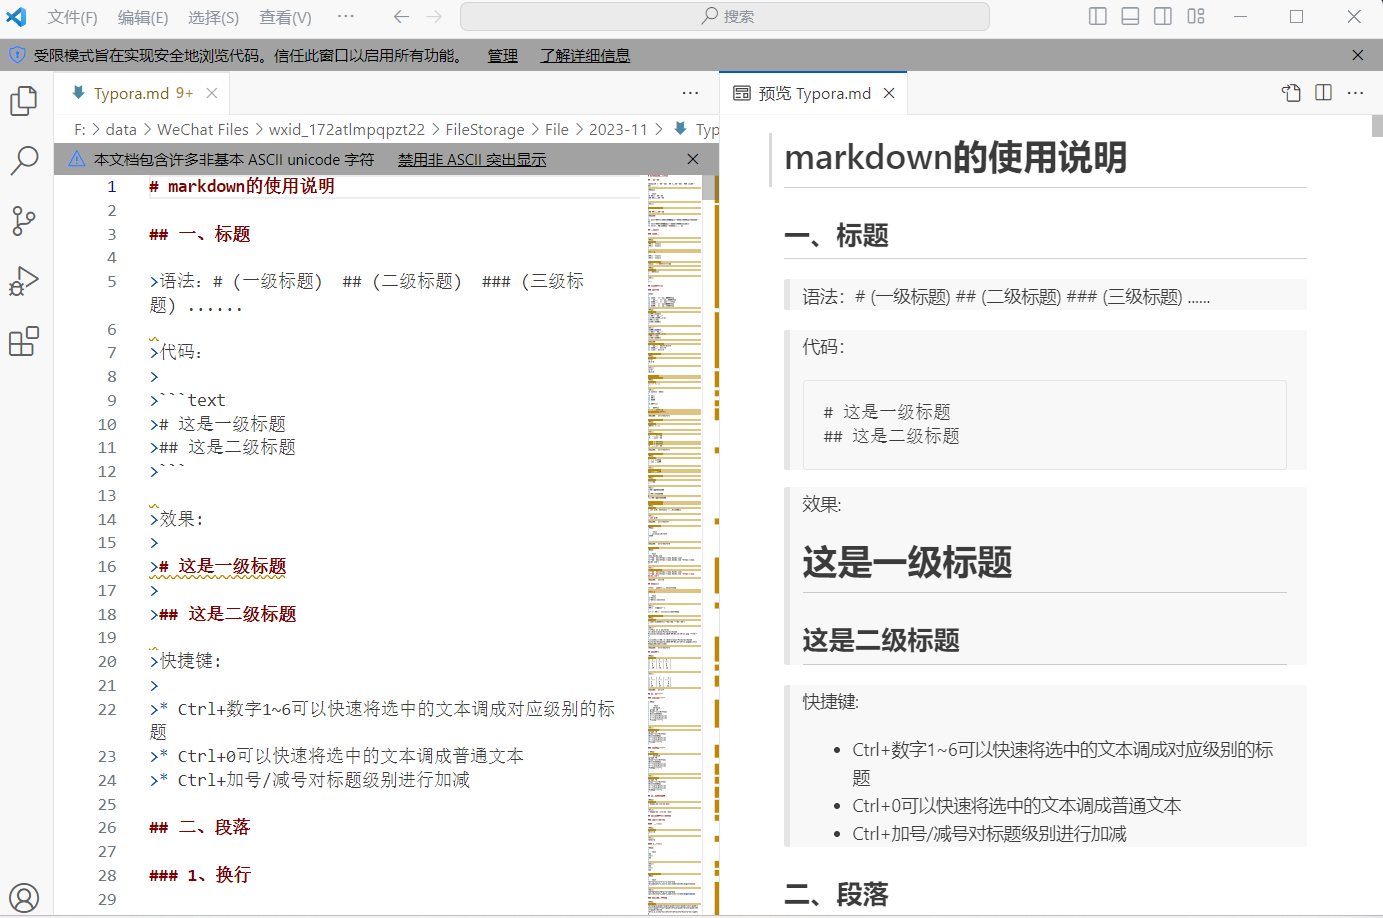 文件(F) 编辑(E) 选择(S) 查看(V) ··· 搜索
受限模式旨在实现安全地浏览代码。信任此窗口以启用所有功能。 管理 了解详细信息
Typora.md 9+
F: > data > WeChat Files > wxid_172atlmpqpzt22 > FileStorage > File > 2023-11 > Typ
本文档包含许多非基本 ASCII unicode 字符 禁用非 ASCII 突出显示
1 # markdown的使用说明
2
3 ## 一、标题
4
5 >语法：# (一级标题) ## (二级标题) ### (三级标
题) ......
6
7 >代码：
8 >
9 >```text
10 ># 这是一级标题
11 >## 这是二级标题
12 >```
13
14 >效果:
15 >
16 ># 这是一级标题
17 >
18 >## 这是二级标题
19
20 >快捷键:
21 >
22 >* Ctrl+数字1~6可以快速将选中的文本调成对应级别的标
题
23 >* Ctrl+0可以快速将选中的文本调成普通文本
24 >* Ctrl+加号/减号对标题级别进行加减
25
26 ## 二、段落
27
28 ### 1、换行
29
预览 Typora.md
markdown的使用说明
一、标题
语法：# (一级标题) ## (二级标题) ### (三级标题) ......
代码：
# 这是一级标题
## 这是二级标题
效果:
这是一级标题
这是二级标题
快捷键:
• Ctrl+数字1~6可以快速将选中的文本调成对应级别的标
题
• Ctrl+0可以快速将选中的文本调成普通文本
• Ctrl+加号/减号对标题级别进行加减
二、段落